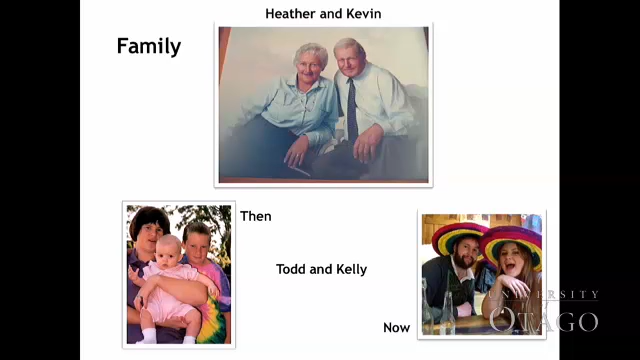 Heather and Kevin
Family
Then
Todd and Kelly
Now
UNIVERSITY
OTAGO